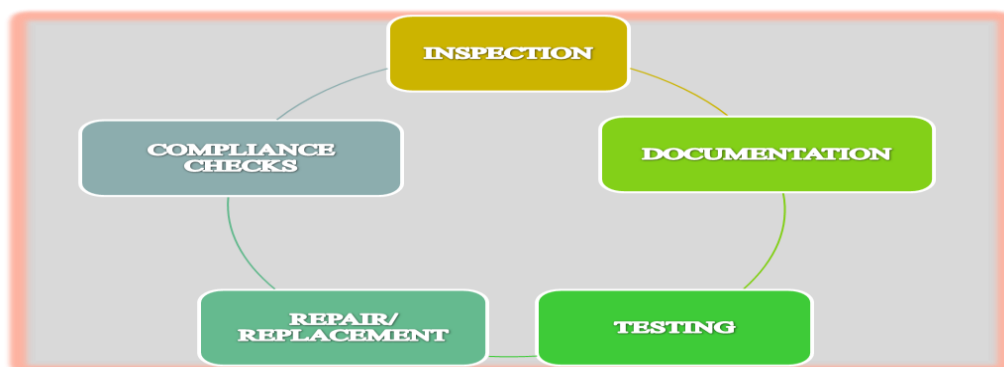 INSPECTION
DOCUMENTATION
TESTING
REPAIR/
REPLACEMENT
COMPLIANCE
CHECKS